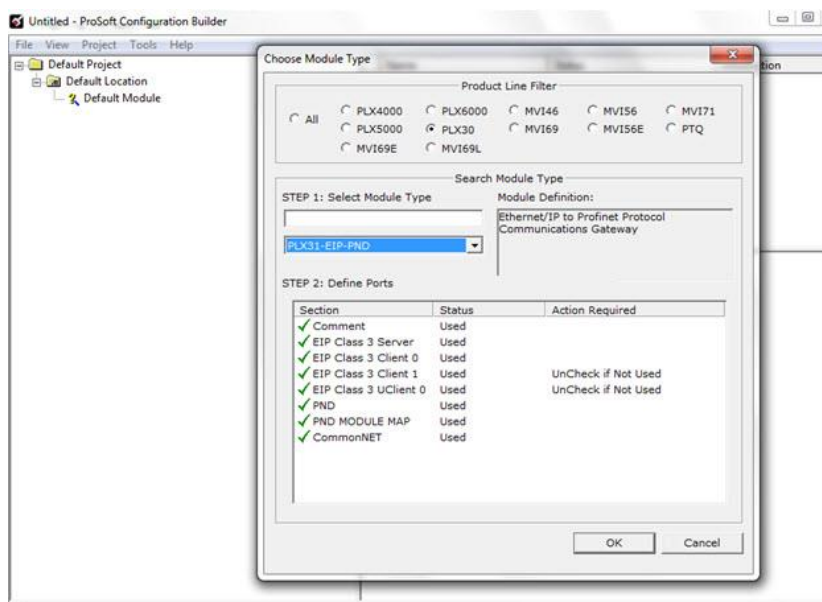 Untitled - ProSoft Configuration Builder
File View Project Tools Help
Default Project
Default Location
Default Module
tion
Choose Module Type
Product Line Filter
All
PLX4000 PLX6000 MVI46 MVI56 MVI71
PLX5000 PLX30 MVI69 MVI56E PTQ
MVI69E MVI69L
Search Module Type
STEP 1: Select Module Type
Module Definition:
Ethernet/IP to Profinet Protocol
Communications Gateway
PLX31-EIP-PND
STEP 2: Define Ports
Section Status Action Required
Comment Used
EIP Class 3 Server Used
EIP Class 3 Client 0 Used
EIP Class 3 Client 1 Used UnCheck if Not Used
EIP Class 3 UClient 0 Used UnCheck if Not Used
PND Used
PND MODULE MAP Used
CommonNET Used
OK Cancel